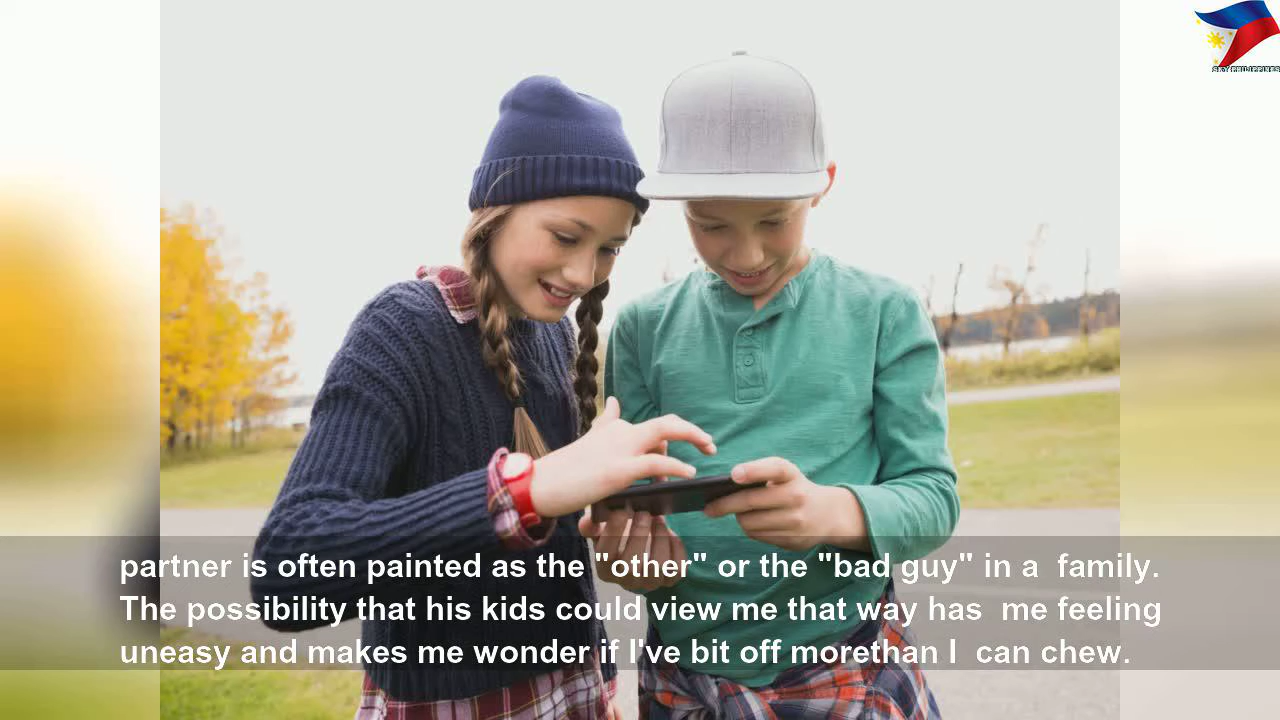 SKY PHILIPPINES
partner is often painted as the "other" or the "bad guy" in a  family.
The possibility that his kids could view me that way has  me feeling
uneasy and makes me wonder if I've bit off morethan I  can chew.